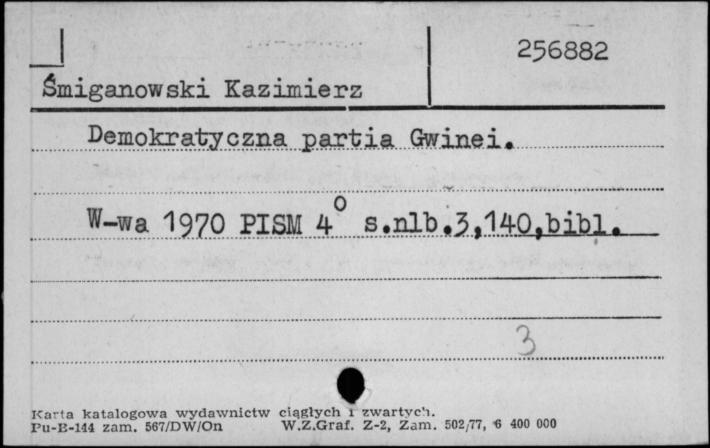 256882
Śmiganowski Kazimierz
Demokratyczna partia Gwinei.
W-wa 1970 PISM 4° s.nlb.3,140,bibl.
3
Karta katalogowa wydawnictw ciągłych i zwartych.
Pu-B-144 zam. 567/DW/On W.Z.Graf. Z-2, Zam. 502/77, 6 400 000